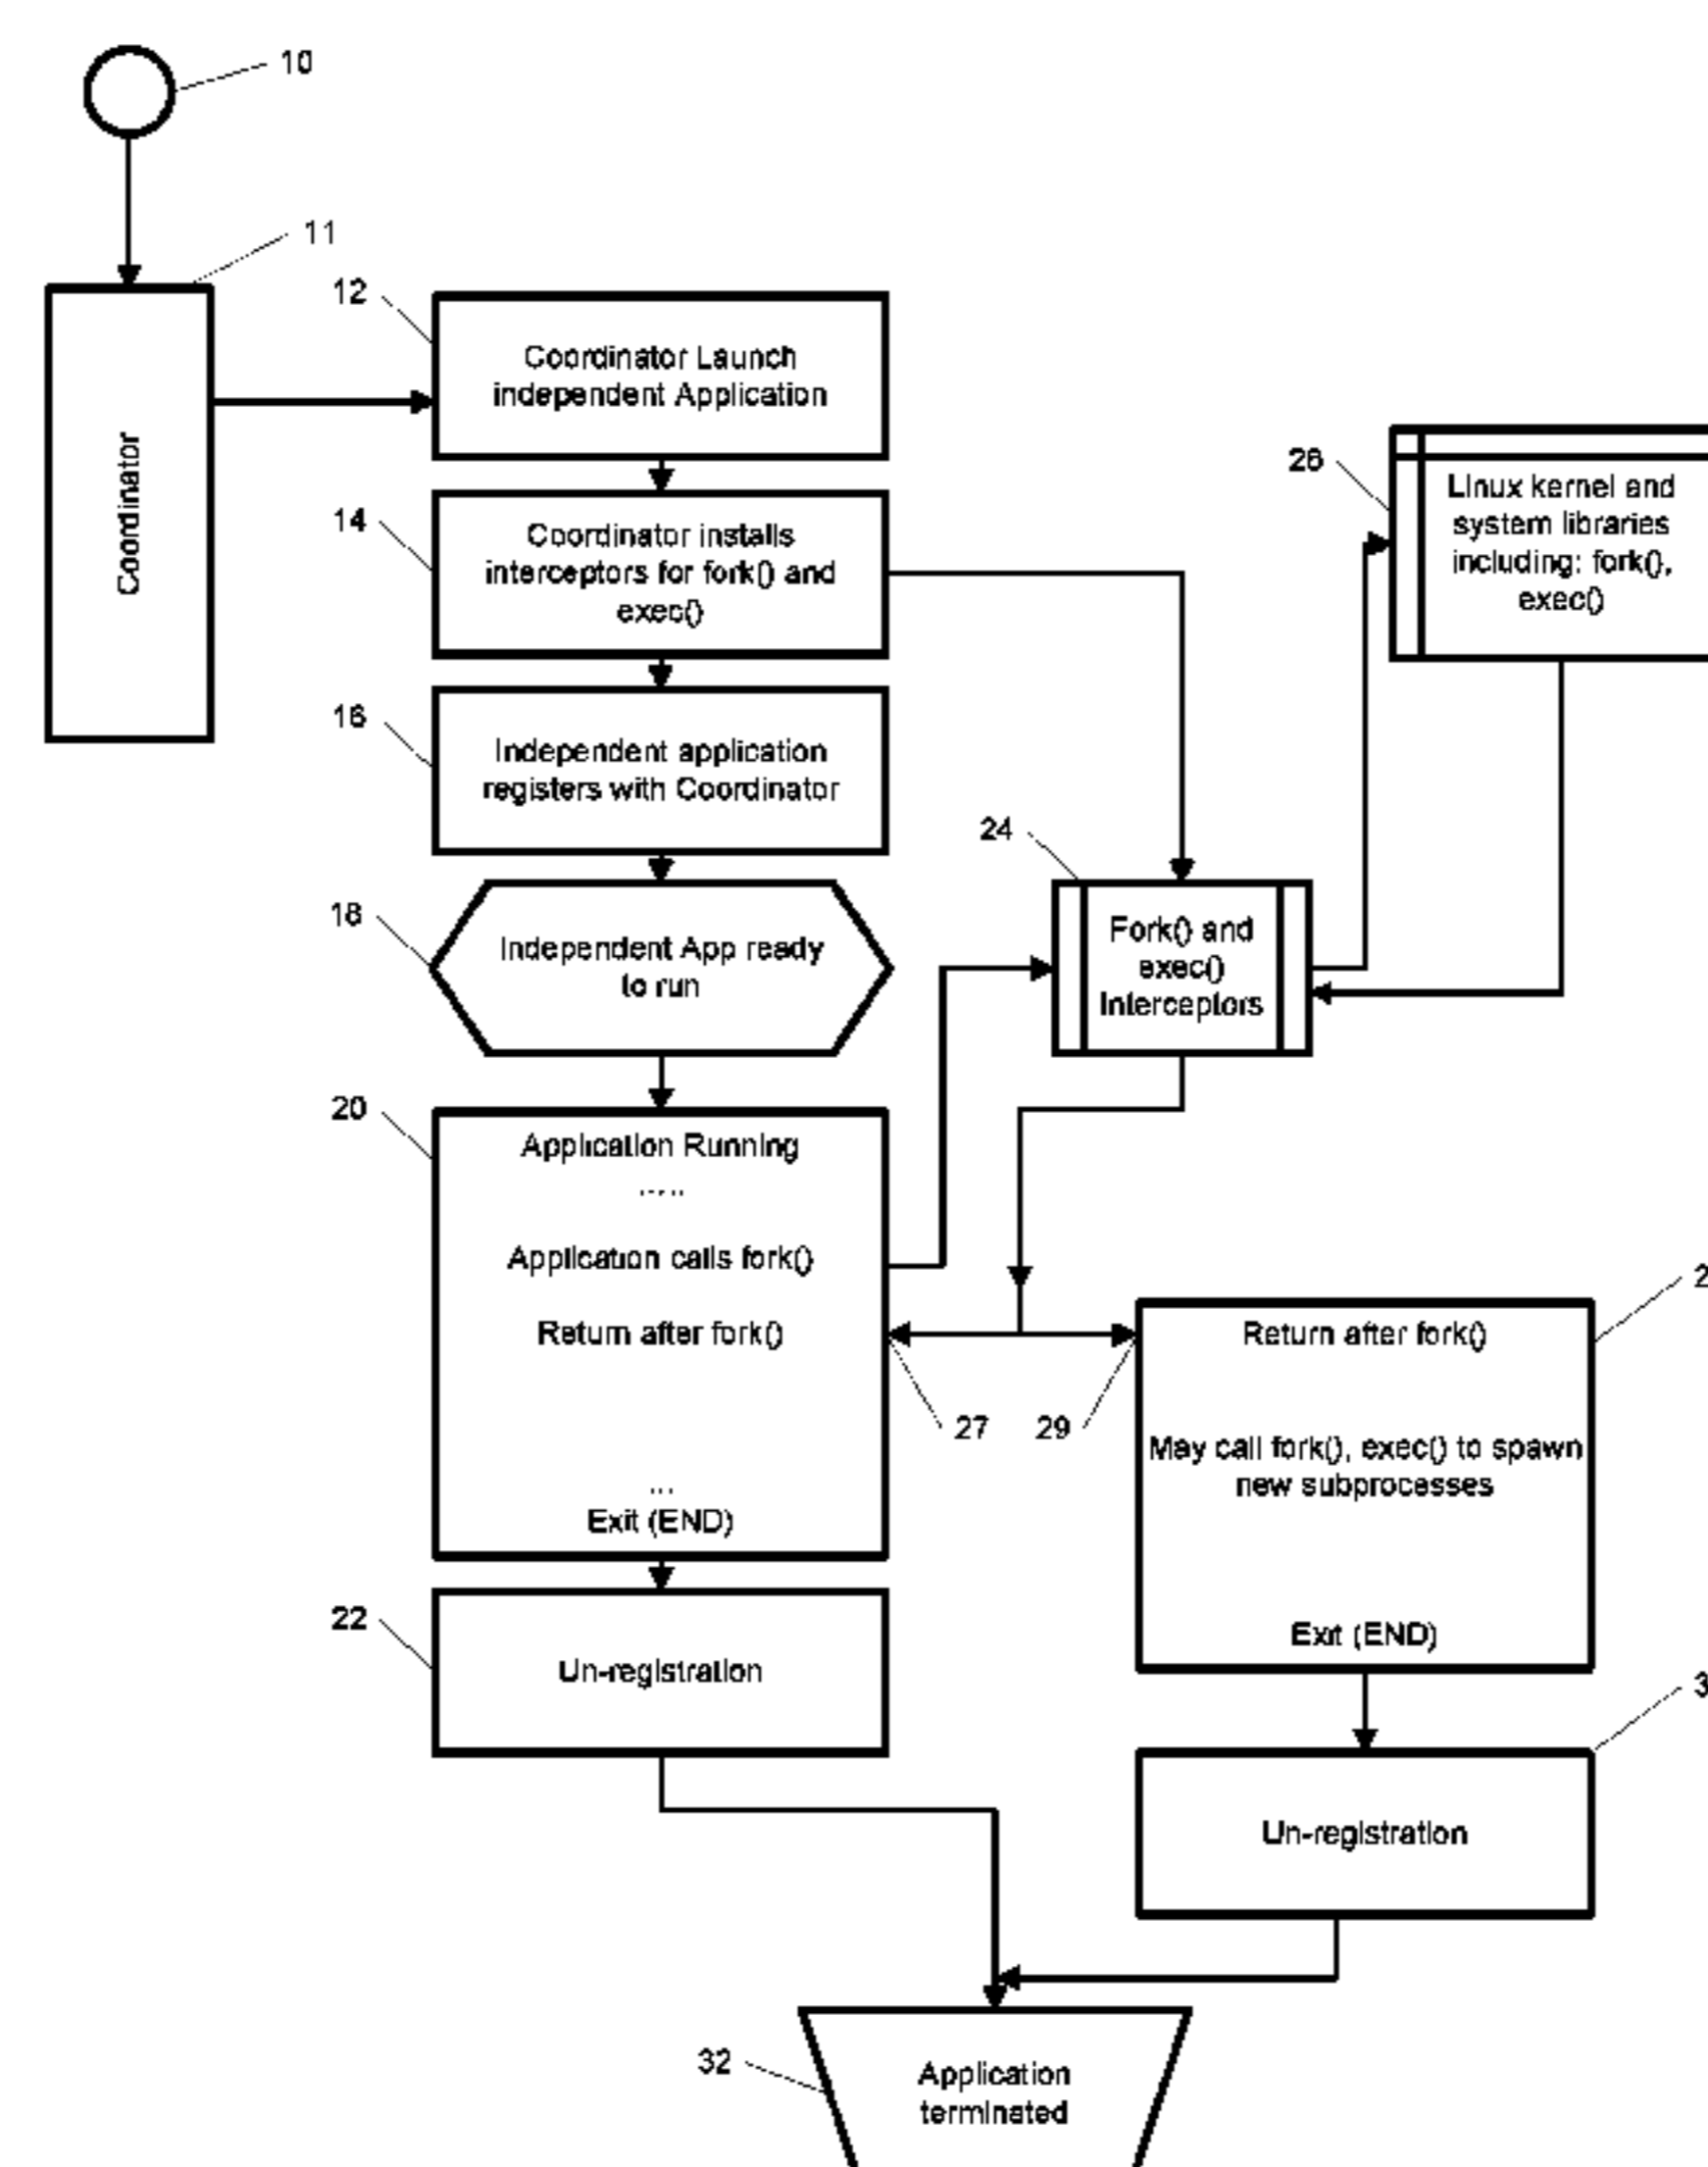 10
11
12
Coordinator Launch
independent Application
Coordinator
26
Linux kernel and
system libraries
including: fork(),
exec()
14
Coordinator installs
interceptors for fork() and
exec()
16
Independent application
registers with Coordinator
24
Fork() and
exec()
Interceptors
18
Independent App ready
to run
20
Application Running
.....
Application calls fork()
Return after fork()
...
Exit (END)
27
29
2
Return after fork()
May call fork(), exec() to spawn
new subprocesses
Exit (END)
22
Un-registration
3
Un-registration
32
Application
terminated